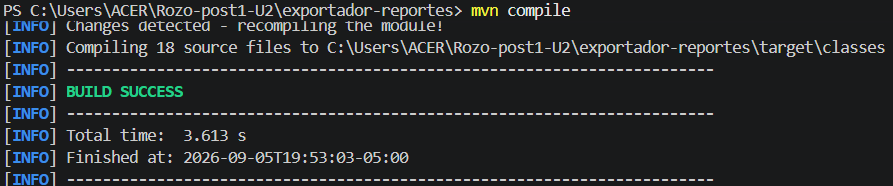 PS C:\Users\ACER\Rozo-post1-U2\exportador-reportes> mvn compile
[INFO] Changes detected - recompiling the module!
[INFO] Compiling 18 source files to C:\Users\ACER\Rozo-post1-U2\exportador-reportes\target\classes
[INFO] ------------------------------------------------------------------------
[INFO] BUILD SUCCESS
[INFO] ------------------------------------------------------------------------
[INFO] Total time:  3.613 s
[INFO] Finished at: 2026-09-05T19:53:03-05:00
[INFO] ------------------------------------------------------------------------